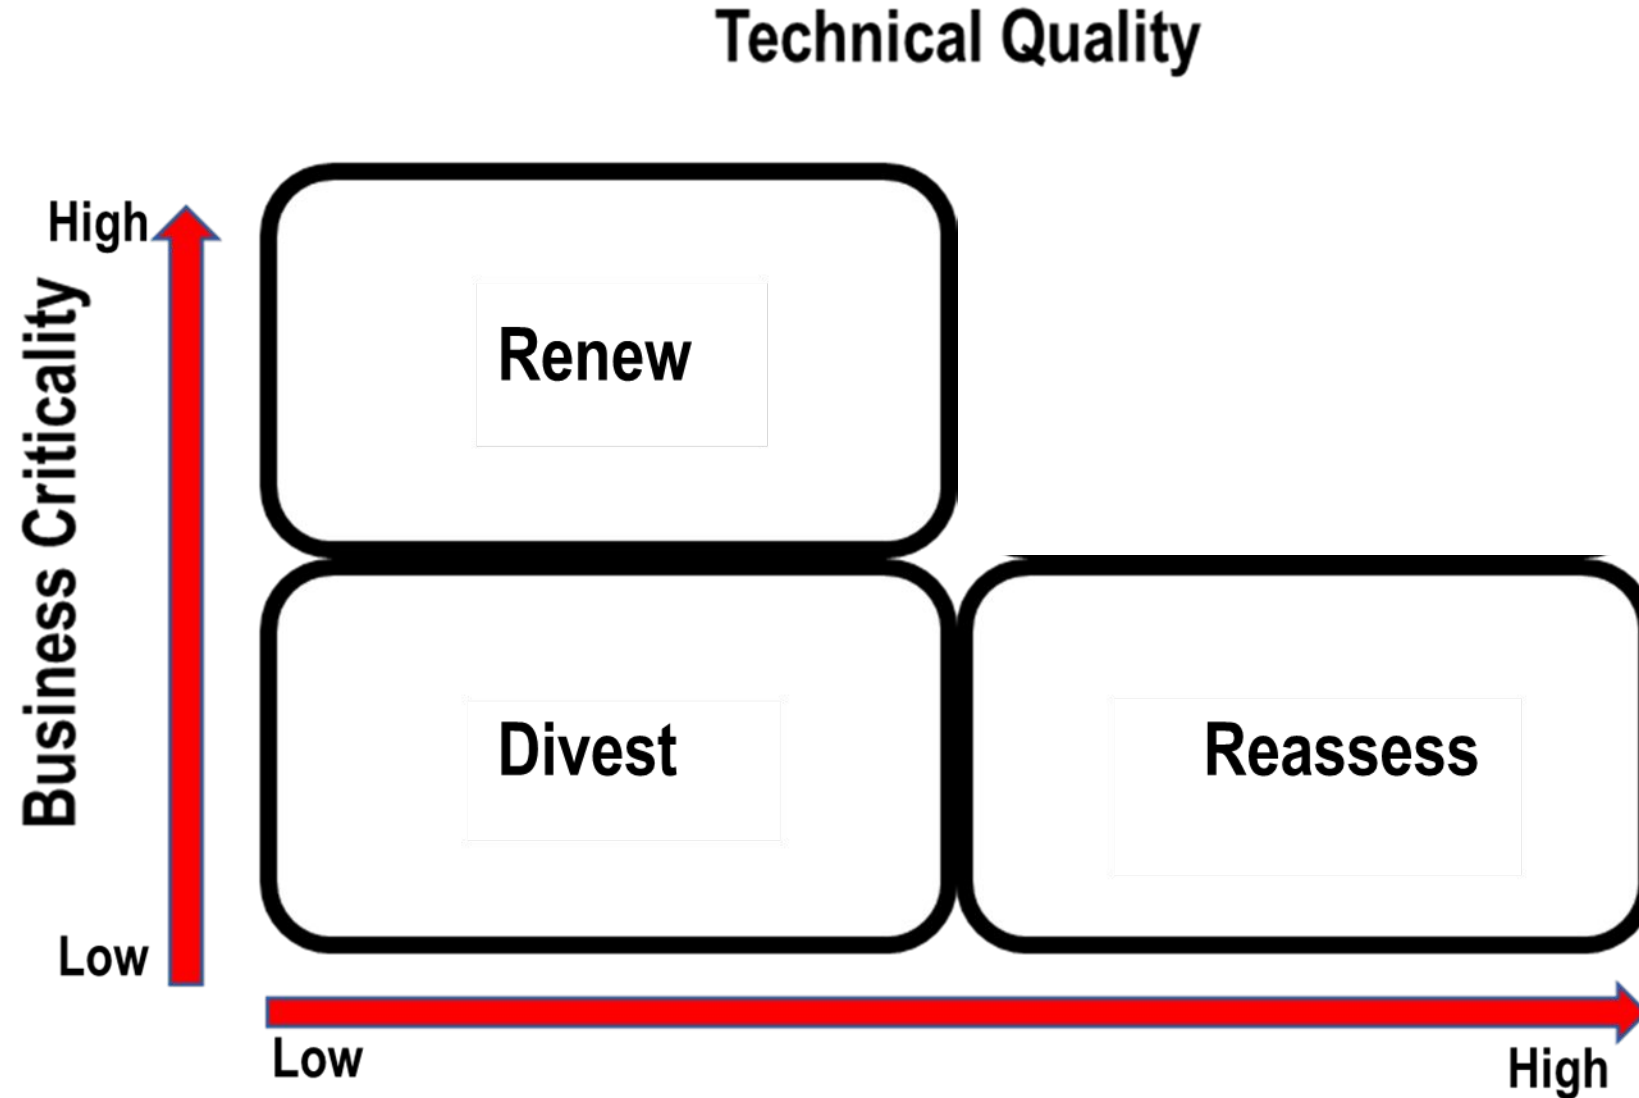 Technical Quality
High
Business Criticality
Renew
Divest
Reassess
Low
Low
High